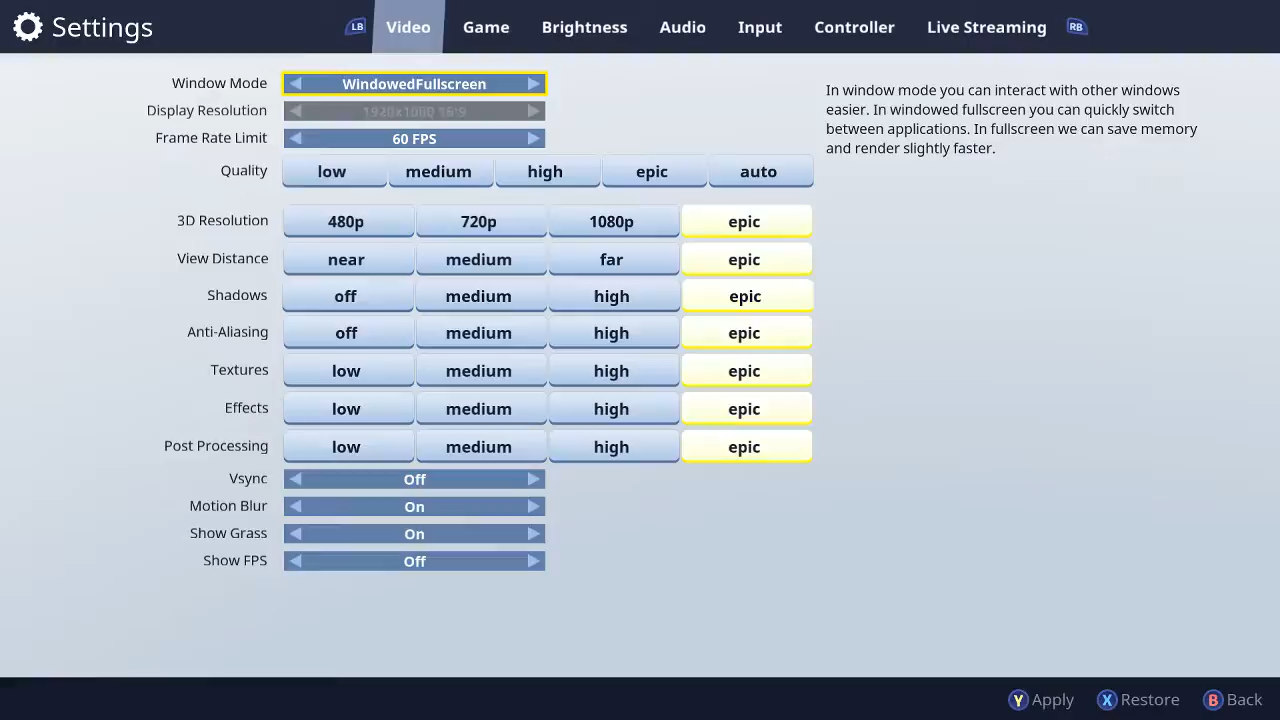 Settings
LB Video Game Brightness Audio Input Controller Live Streaming RB
Window Mode WindowedFullscreen
Display Resolution 1920x1080 16:9
Frame Rate Limit 60 FPS
Quality low medium high epic auto
3D Resolution 480p 720p 1080p epic
View Distance near medium far epic
Shadows off medium high epic
Anti-Aliasing off medium high epic
Textures low medium high epic
Effects low medium high epic
Post Processing low medium high epic
Vsync Off
Motion Blur On
Show Grass On
Show FPS Off
In window mode you can interact with other windows
easier. In windowed fullscreen you can quickly switch
between applications. In fullscreen we can save memory
and render slightly faster.
Y Apply X Restore B Back